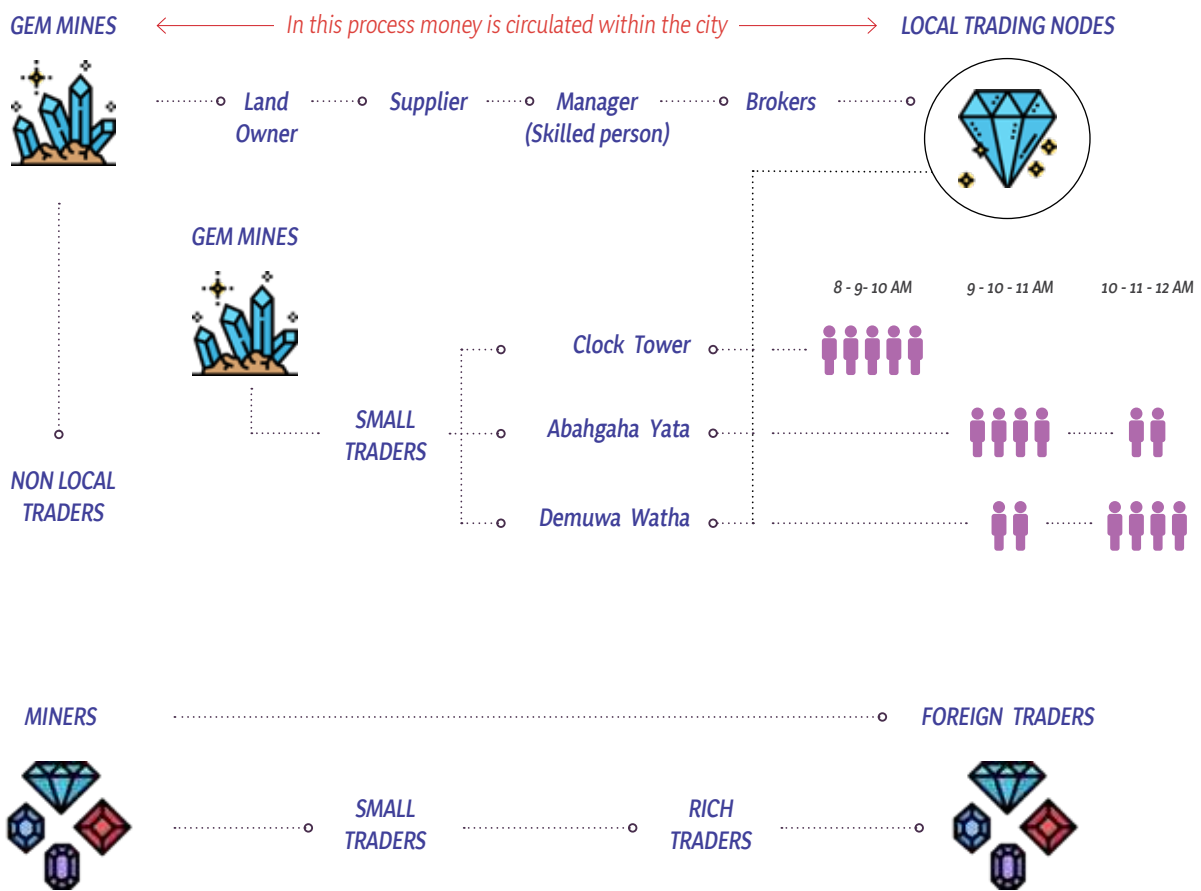 GEM MINES
In this process money is circulated within the city
LOCAL TRADING NODES
Land
Owner
Supplier
Manager
(Skilled person)
Brokers
GEM MINES
8 - 9- 10 AM
9 - 10 - 11 AM
10 - 11 - 12 AM
Clock Tower
SMALL
TRADERS
Abahgaha Yata
NON LOCAL
TRADERS
Demuwa Watha
MINERS
FOREIGN TRADERS
SMALL
TRADERS
RICH
TRADERS